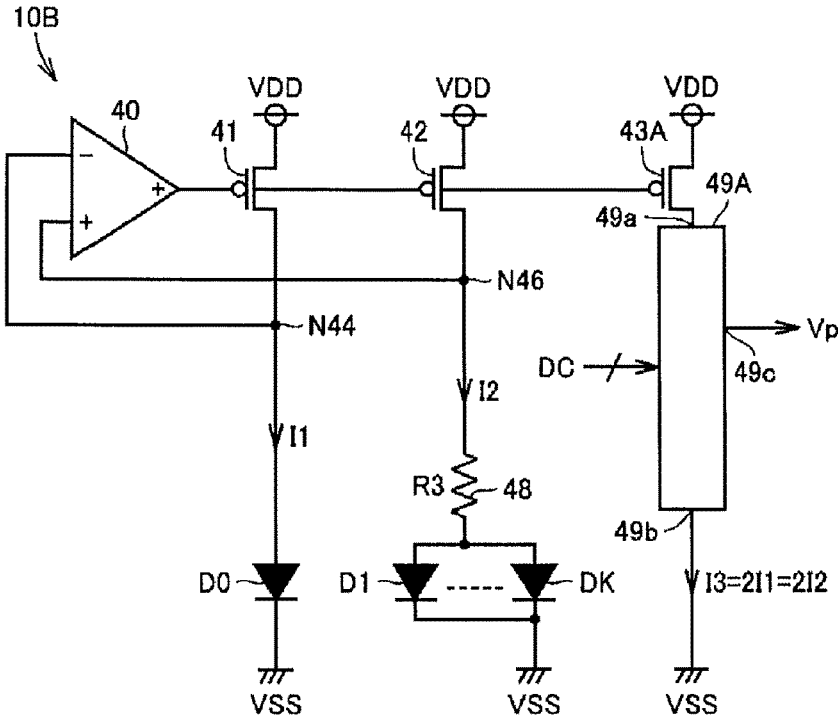 10B
VDD
VDD
VDD
40
41
42
43A
−
+
+
49a
49A
N46
N44
Vp
49c
DC
I2
I1
R3
48
49b
D0
D1
DK
I3=2I1=2I2
VSS
VSS
VSS